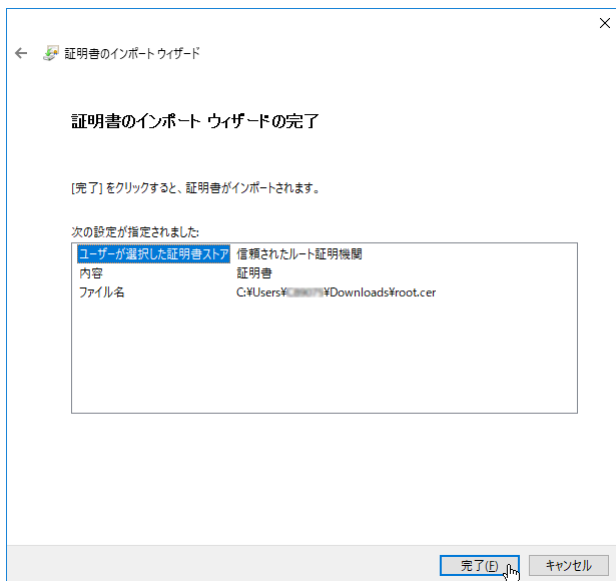 証明書のインポート ウィザード
証明書のインポート ウィザードの完了
[完了] をクリックすると、証明書がインポートされます。
次の設定が指定されました:
ユーザーが選択した証明書ストア 信頼されたルート証明機関
内容 証明書
ファイル名 C:¥Users¥ ¥Downloads¥root.cer
完了(F) キャンセル